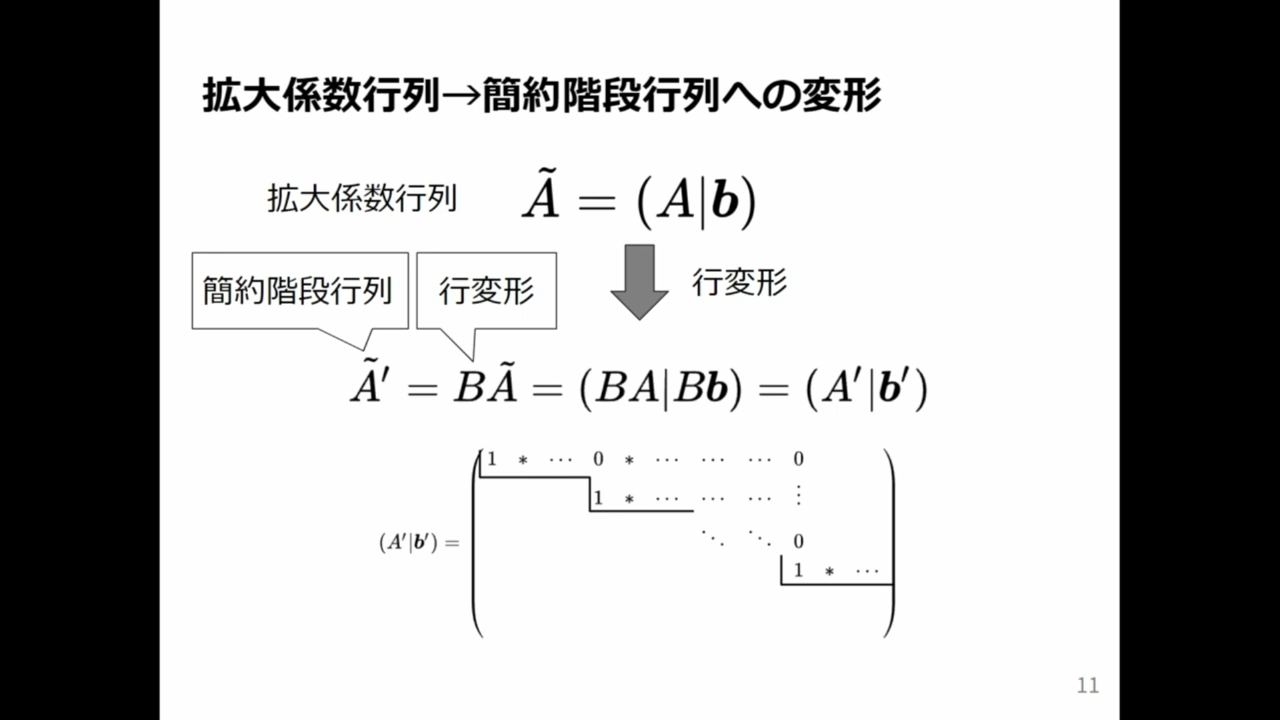 拡大係数行列→簡約階段行列への変形
拡大係数行列 Ã = (A|b)
簡約階段行列 行変形 行変形
Ã′ = BÃ = (BA|Bb) = (A′|b′)
1 * ⋯ 0 * ⋯ ⋯ ⋯ 0
1 * ⋯ ⋯ ⋯ ⋮
⋱ ⋱ 0
(A′|b′) =
1 * ⋯
11